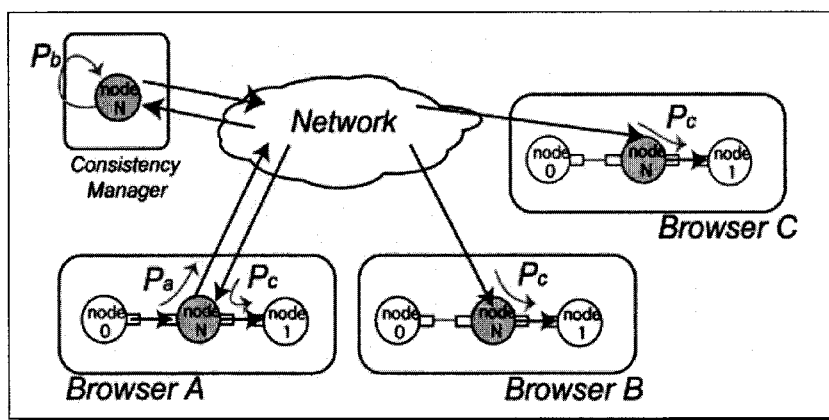 Pb
node
N
Consistency
Manager
Network
Pc
node
0
node
N
node
1
Browser C
Pa
Pc
node
0
node
N
node
1
Browser A
Pc
node
0
node
N
node
1
Browser B